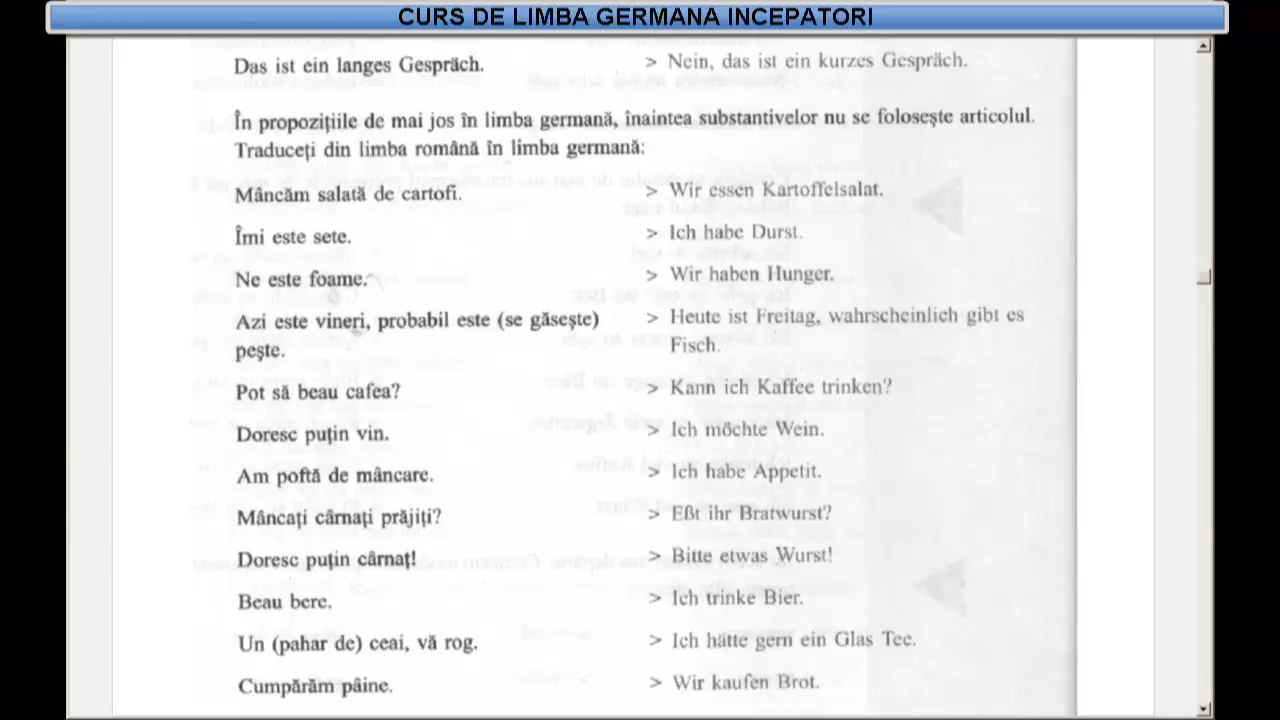 CURS DE LIMBA GERMANA INCEPATORI
Das ist ein langes Gespräch. > Nein, das ist ein kurzes Gespräch.
În propozițiile de mai jos în limba germană, înaintea substantivelor nu se folosește articolul.
Traduceți din limba română în limba germană:
Mâncăm salată de cartofi. > Wir essen Kartoffelsalat.
Îmi este sete. > Ich habe Durst.
Ne este foame. > Wir haben Hunger.
Azi este vineri, probabil este (se găsește) > Heute ist Freitag, wahrscheinlich gibt es
pește. Fisch.
Pot să beau cafea? > Kann ich Kaffee trinken?
Doresc puțin vin. > Ich möchte Wein.
Am poftă de mâncare. > Ich habe Appetit.
Mâncați cârnați prăjiți? > Eßt ihr Bratwurst?
Doresc puțin cârnaț! > Bitte etwas Wurst!
Beau bere. > Ich trinke Bier.
Un (pahar de) ceai, vă rog. > Ich hätte gern ein Glas Tee.
Cumpărăm pâine. > Wir kaufen Brot.